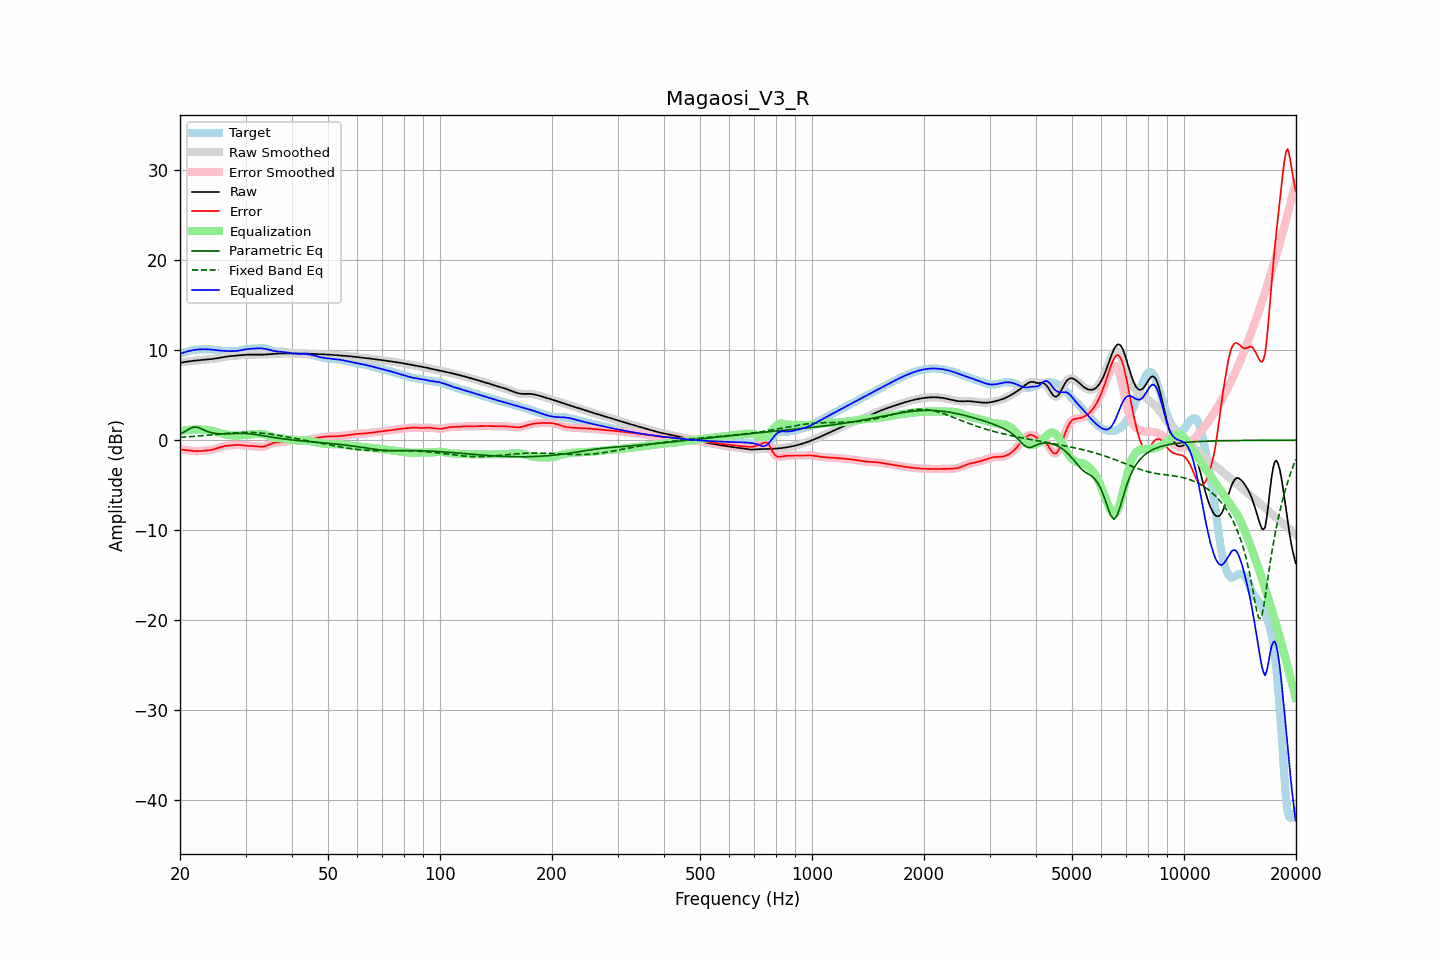 Magaosi_V3_R
Target
Raw Smoothed
Error Smoothed
Raw
Error
Equalization
Parametric Eq
Fixed Band Eq
Equalized
30
20
10
0
−10
−20
−30
−40
Amplitude (dBr)
20 50 100 200 500 1000 2000 5000 10000 20000
Frequency (Hz)